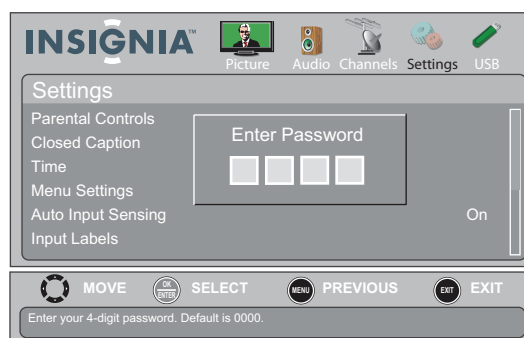 INSIGNIA™
Picture Audio Channels Settings USB
Settings
Parental Controls
Closed Caption
Time
Menu Settings
Auto Input Sensing On
Input Labels
Enter Password
MOVE OK ENTER SELECT MENU PREVIOUS EXIT EXIT
Enter your 4-digit password. Default is 0000.